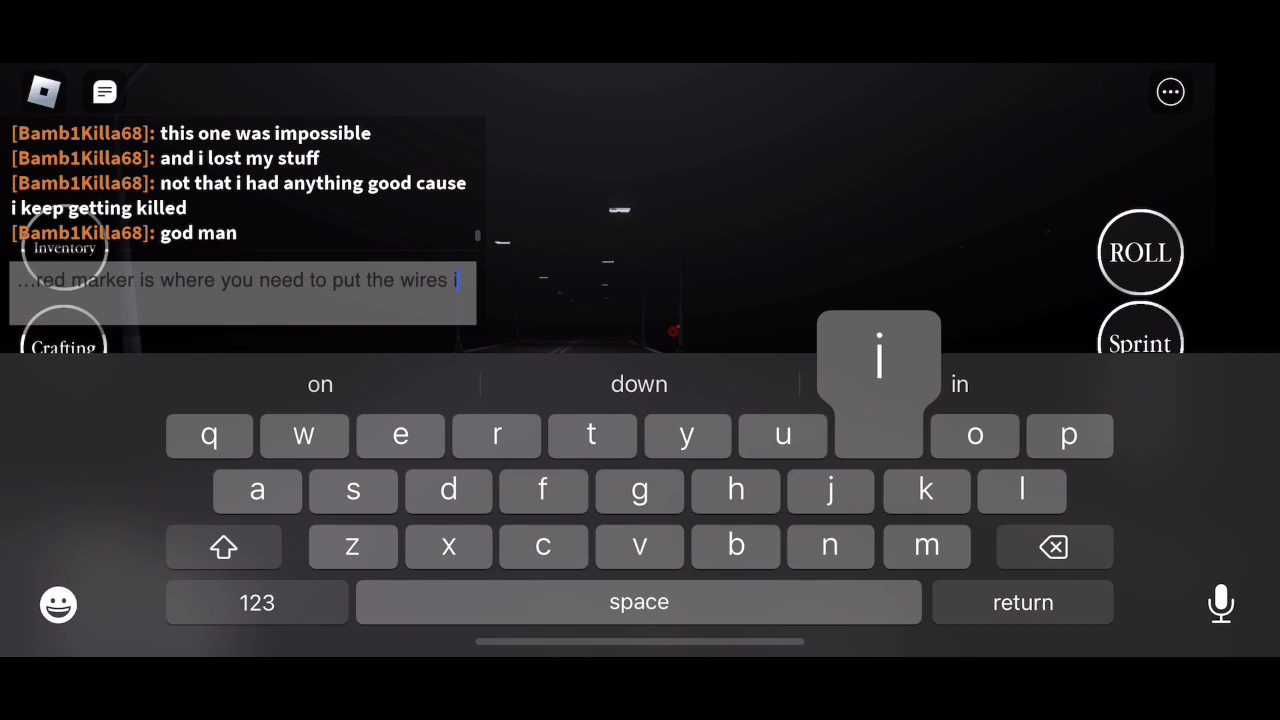 [Bamb1Killa68]: this one was impossible
[Bamb1Killa68]: and i lost my stuff
[Bamb1Killa68]: not that i had anything good cause
i keep getting killed
[Bamb1Killa68]: god man
Inventory
...red marker is where you need to put the wires i
Crafting
ROLL
Sprint
on down in
i
q w e r t y u o p
a s d f g h j k l
z x c v b n m
123 space return